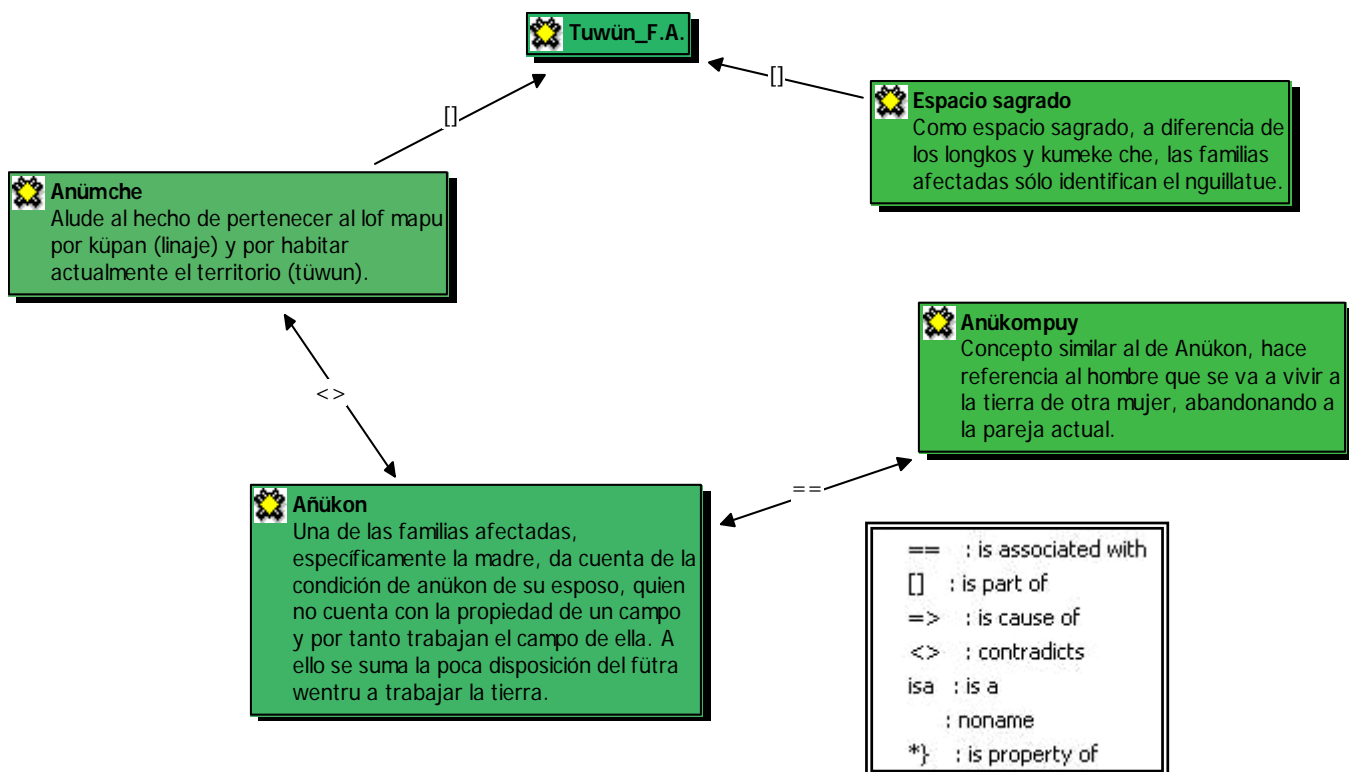 Tuwün_F.A.
[]
[]
Espacio sagrado
Como espacio sagrado, a diferencia de
los longkos y kumeke che, las familias
afectadas sólo identifican el nguillatue.
Anümche
Alude al hecho de pertenecer al lof mapu
por küpan (linaje) y por habitar
actualmente el territorio (tüwun).
<>
Anükompuy
Concepto similar al de Anükon, hace
referencia al hombre que se va a vivir a
la tierra de otra mujer, abandonando a
la pareja actual.
==
Añükon
Una de las familias afectadas,
específicamente la madre, da cuenta de la
condición de anükon de su esposo, quien
no cuenta con la propiedad de un campo
y por tanto trabajan el campo de ella. A
ello se suma la poca disposición del fütra
wentru a trabajar la tierra.
== : is associated with
[] : is part of
=> : is cause of
<> : contradicts
isa : is a
: noname
*} : is property of